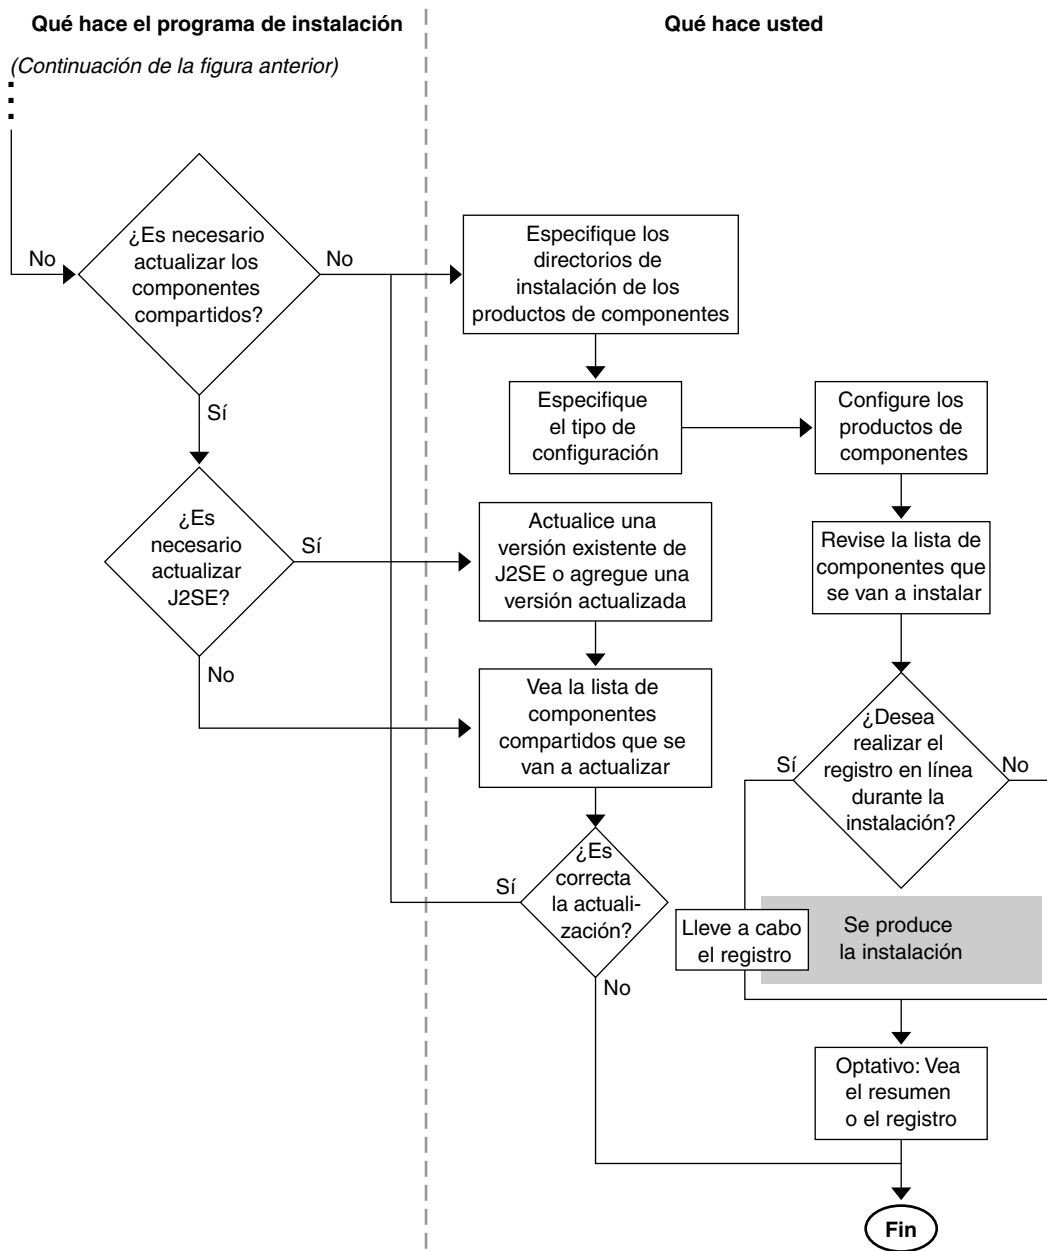 Qué hace el programa de instalación
Qué hace usted
(Continuación de la figura anterior)
No
¿Es necesario
actualizar los
componentes
compartidos?
No
Especifique los
directorios de
instalación de los
productos de componentes
Sí
Especifique
el tipo de
configuración
Configure los
productos de
componentes
¿Es
necesario
actualizar
J2SE?
Sí
Actualice una
versión existente de
J2SE o agregue una
versión actualizada
Revise la lista de
componentes que
se van a instalar
No
Vea la lista de
componentes
compartidos que se
van a actualizar
¿Desea
realizar el
registro en línea
durante la
instalación?
Sí
No
¿Es
correcta
la actuali-
zación?
Sí
No
Lleve a cabo
el registro
Se produce
la instalación
Optativo: Vea
el resumen
o el registro
Fin